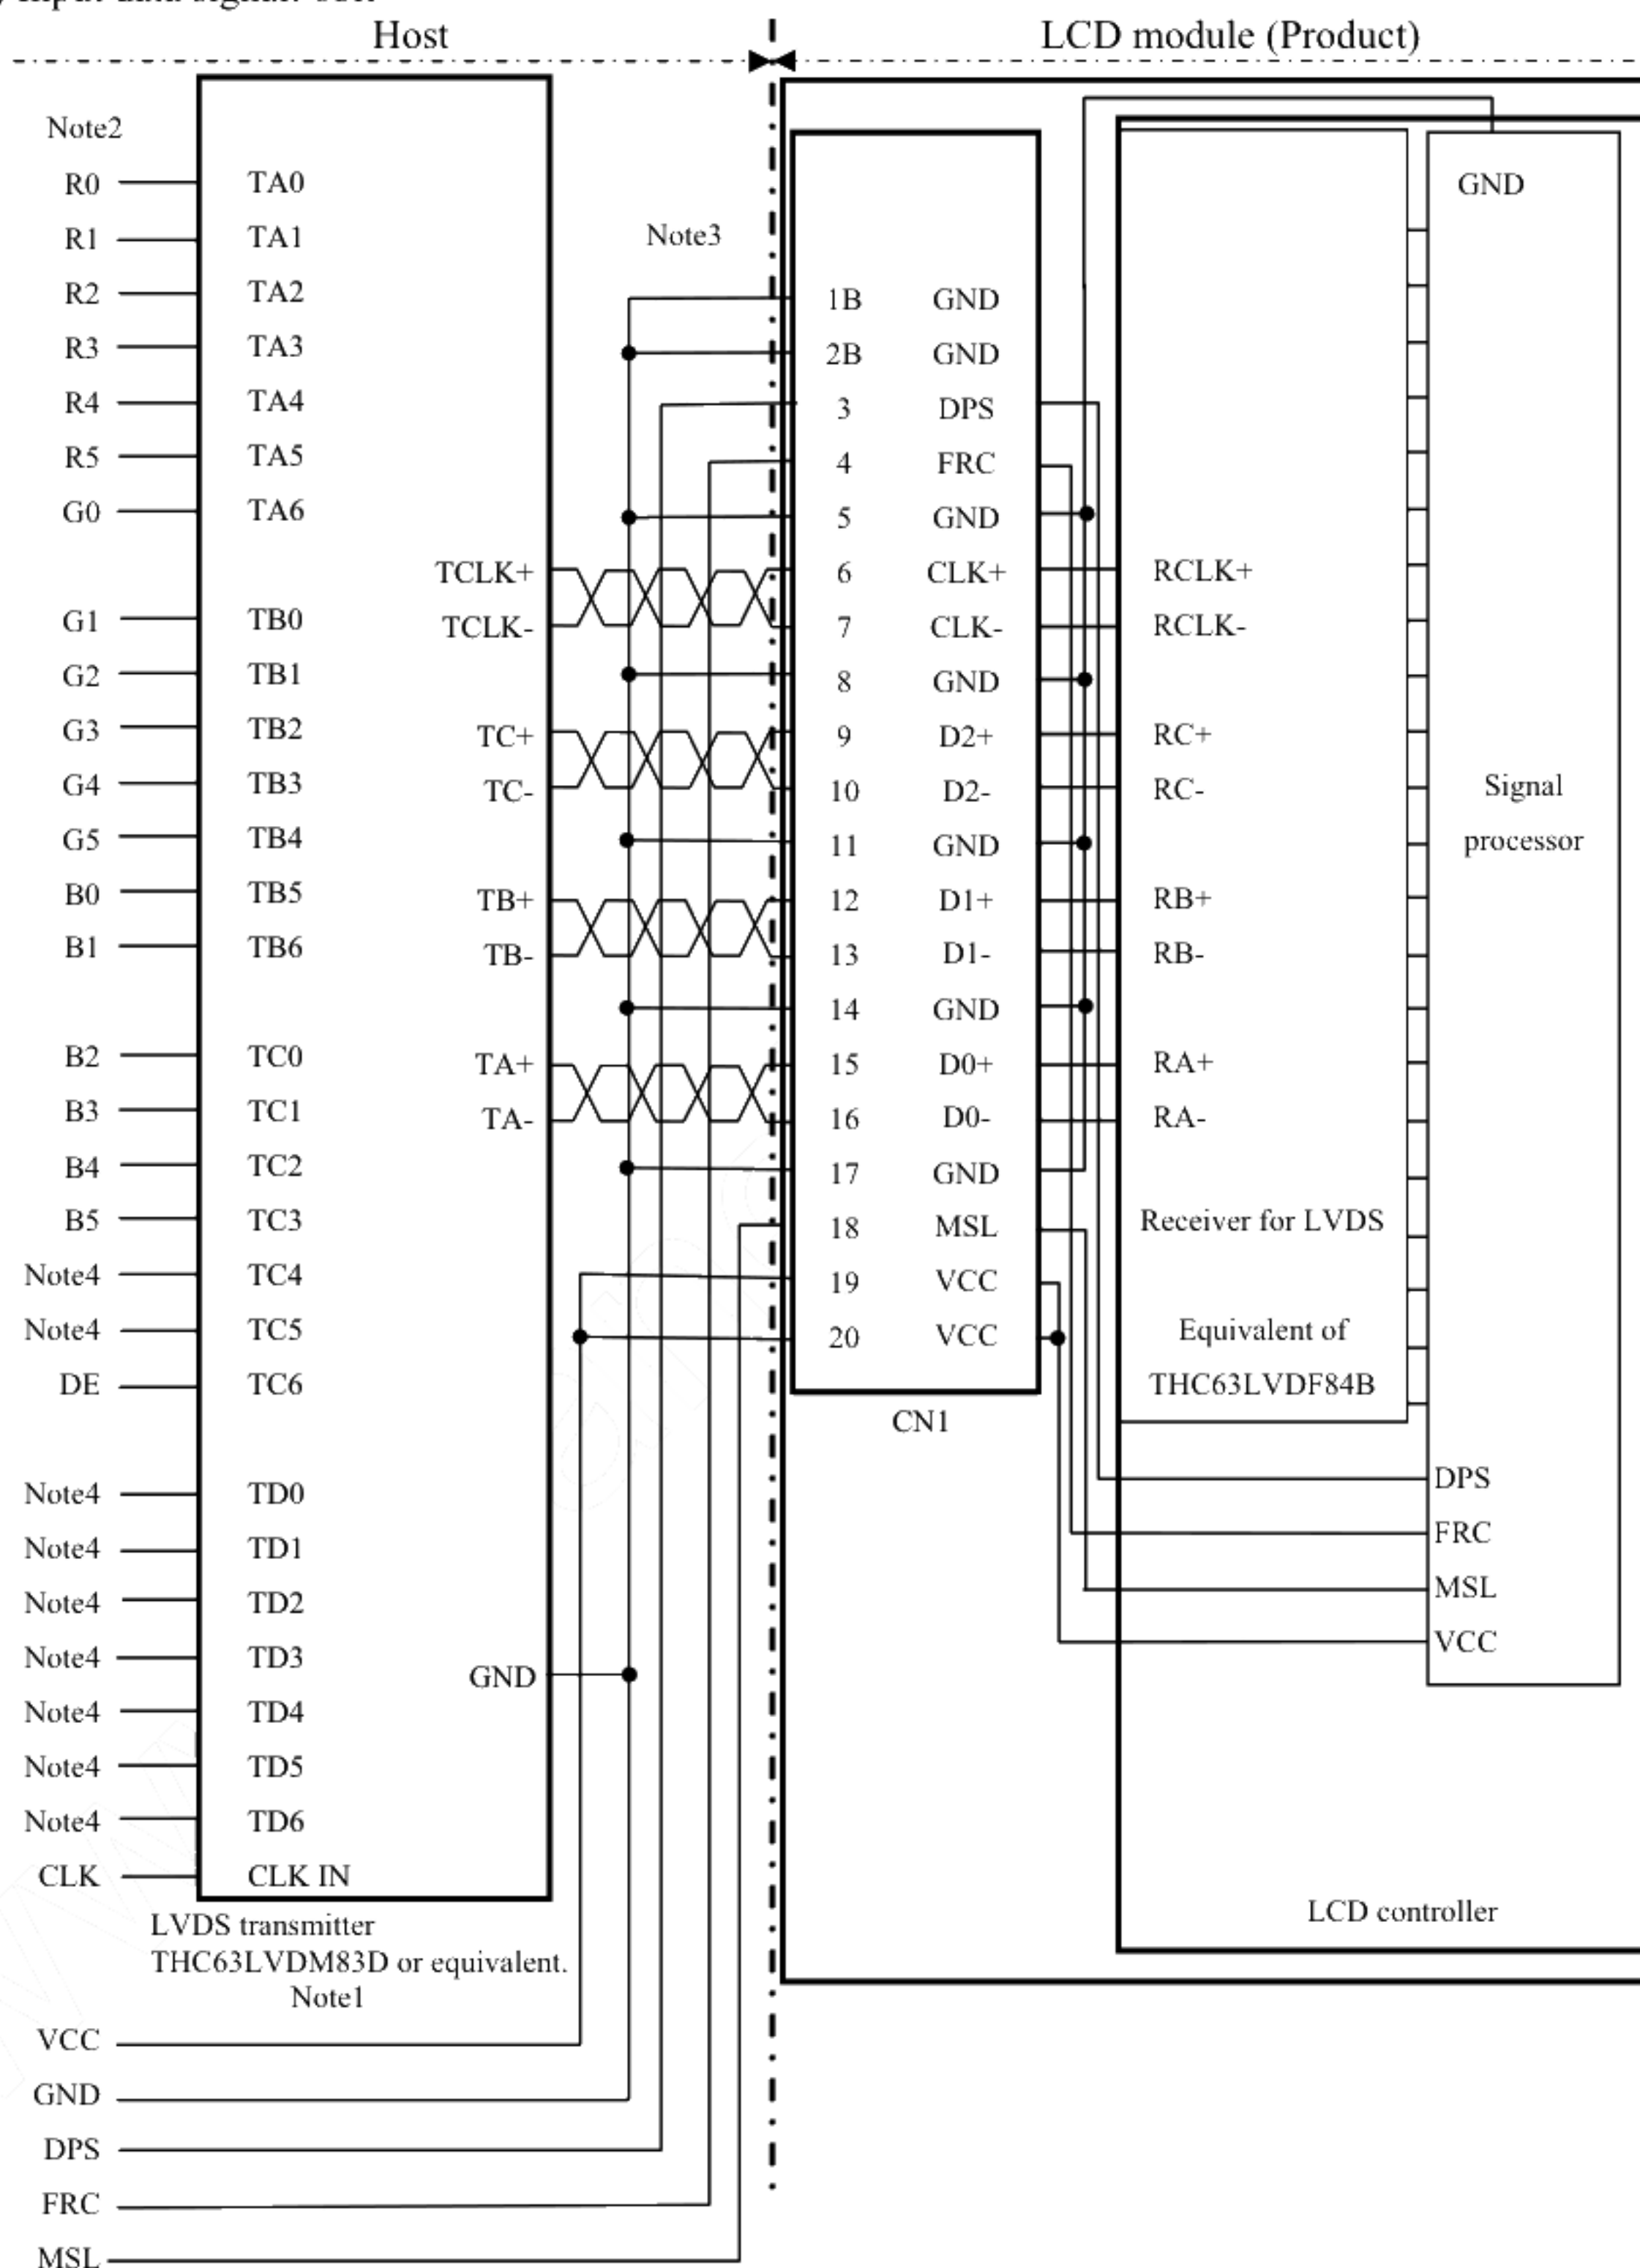 Host
LCD module (Product)
Note2
R0 TA0
R1 TA1
R2 TA2
R3 TA3
R4 TA4
R5 TA5
G0 TA6
G1 TB0
G2 TB1
G3 TB2
G4 TB3
G5 TB4
B0 TB5
B1 TB6
B2 TC0
B3 TC1
B4 TC2
B5 TC3
Note4 TC4
Note4 TC5
DE TC6
Note4 TD0
Note4 TD1
Note4 TD2
Note4 TD3
Note4 TD4
Note4 TD5
Note4 TD6
CLK CLK IN
TCLK+
TCLK-
TC+
TC-
TB+
TB-
TA+
TA-
GND
LVDS transmitter
THC63LVDM83D or equivalent.
Note1
VCC
GND
DPS
FRC
MSL
Note3
1B GND
2B GND
3 DPS
4 FRC
5 GND
6 CLK+
7 CLK-
8 GND
9 D2+
10 D2-
11 GND
12 D1+
13 D1-
14 GND
15 D0+
16 D0-
17 GND
18 MSL
19 VCC
20 VCC
CN1
RCLK+
RCLK-
RC+
RC-
RB+
RB-
RA+
RA-
Receiver for LVDS
Equivalent of
THC63LVDF84B
GND
Signal
processor
DPS
FRC
MSL
VCC
LCD controller